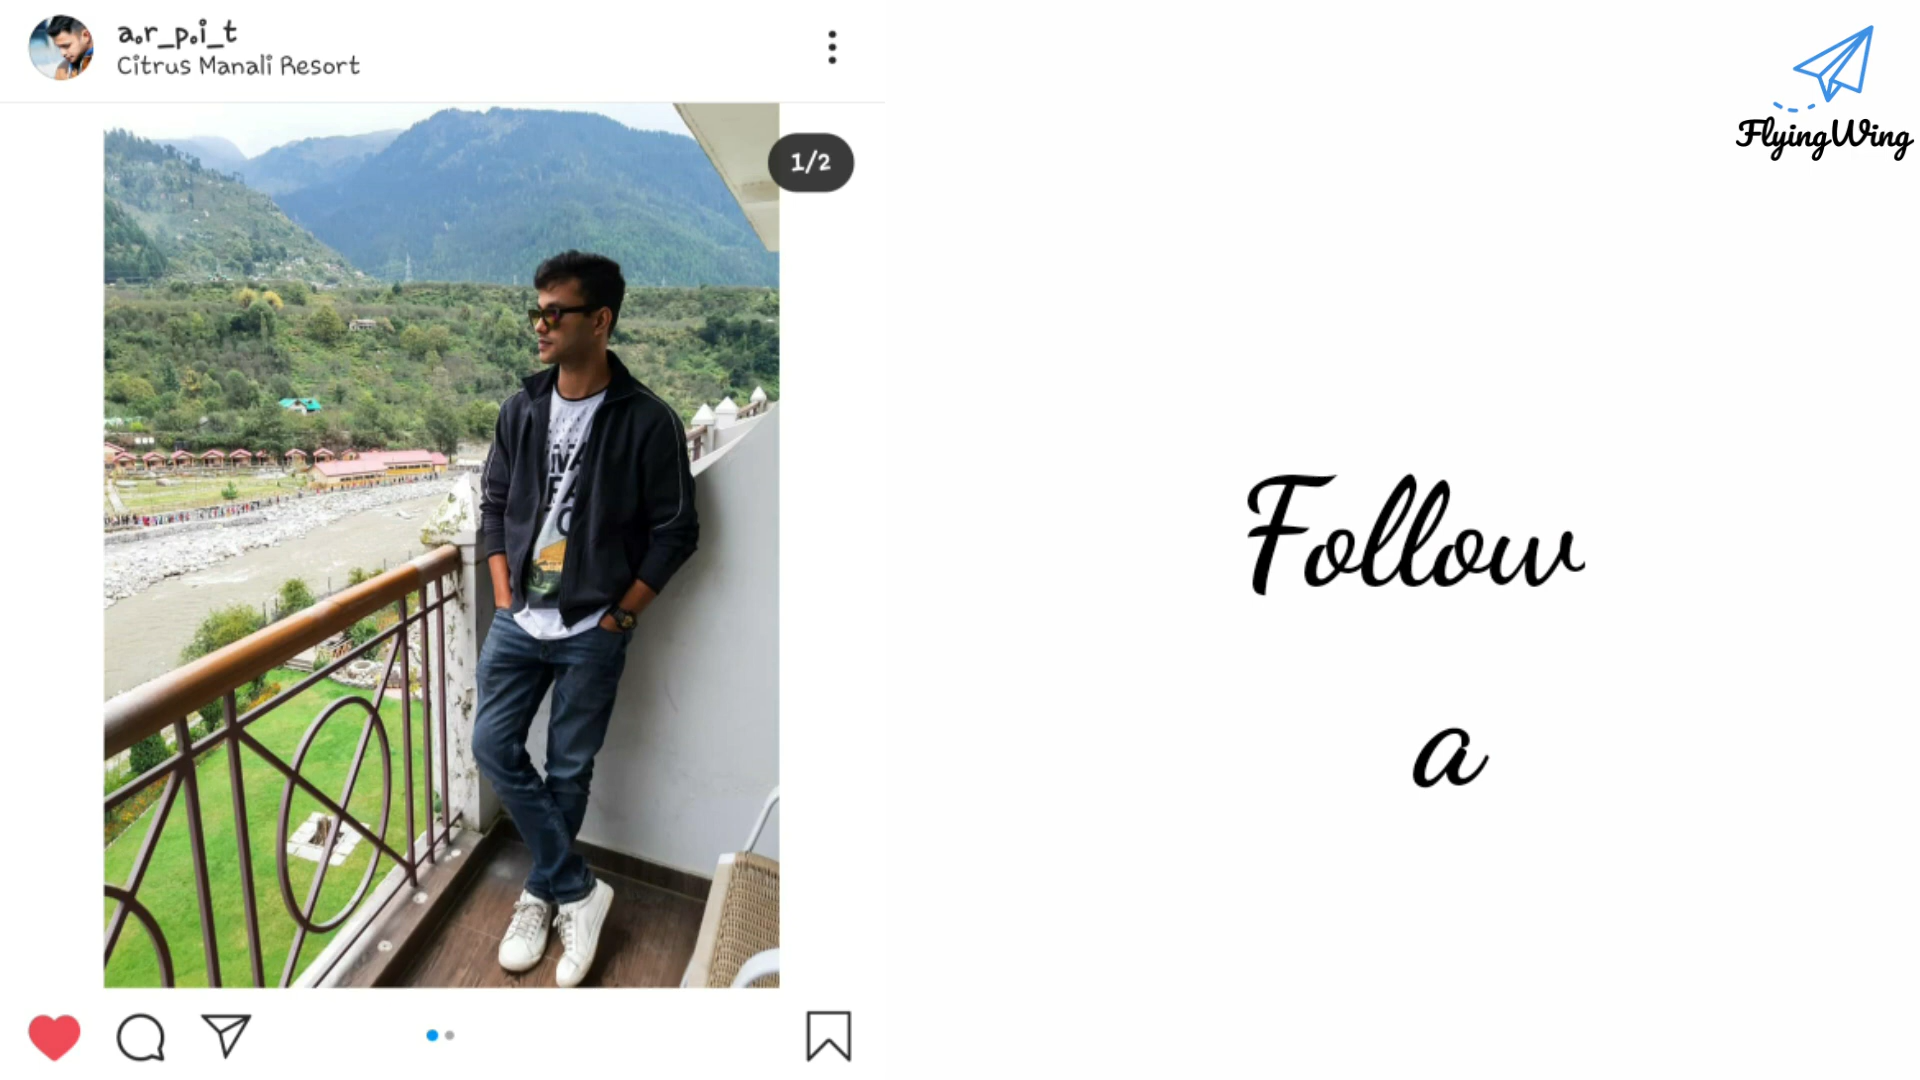 a.r_p.i_t
Citrus Manali Resort
1/2
FlyingWing
Follow
a